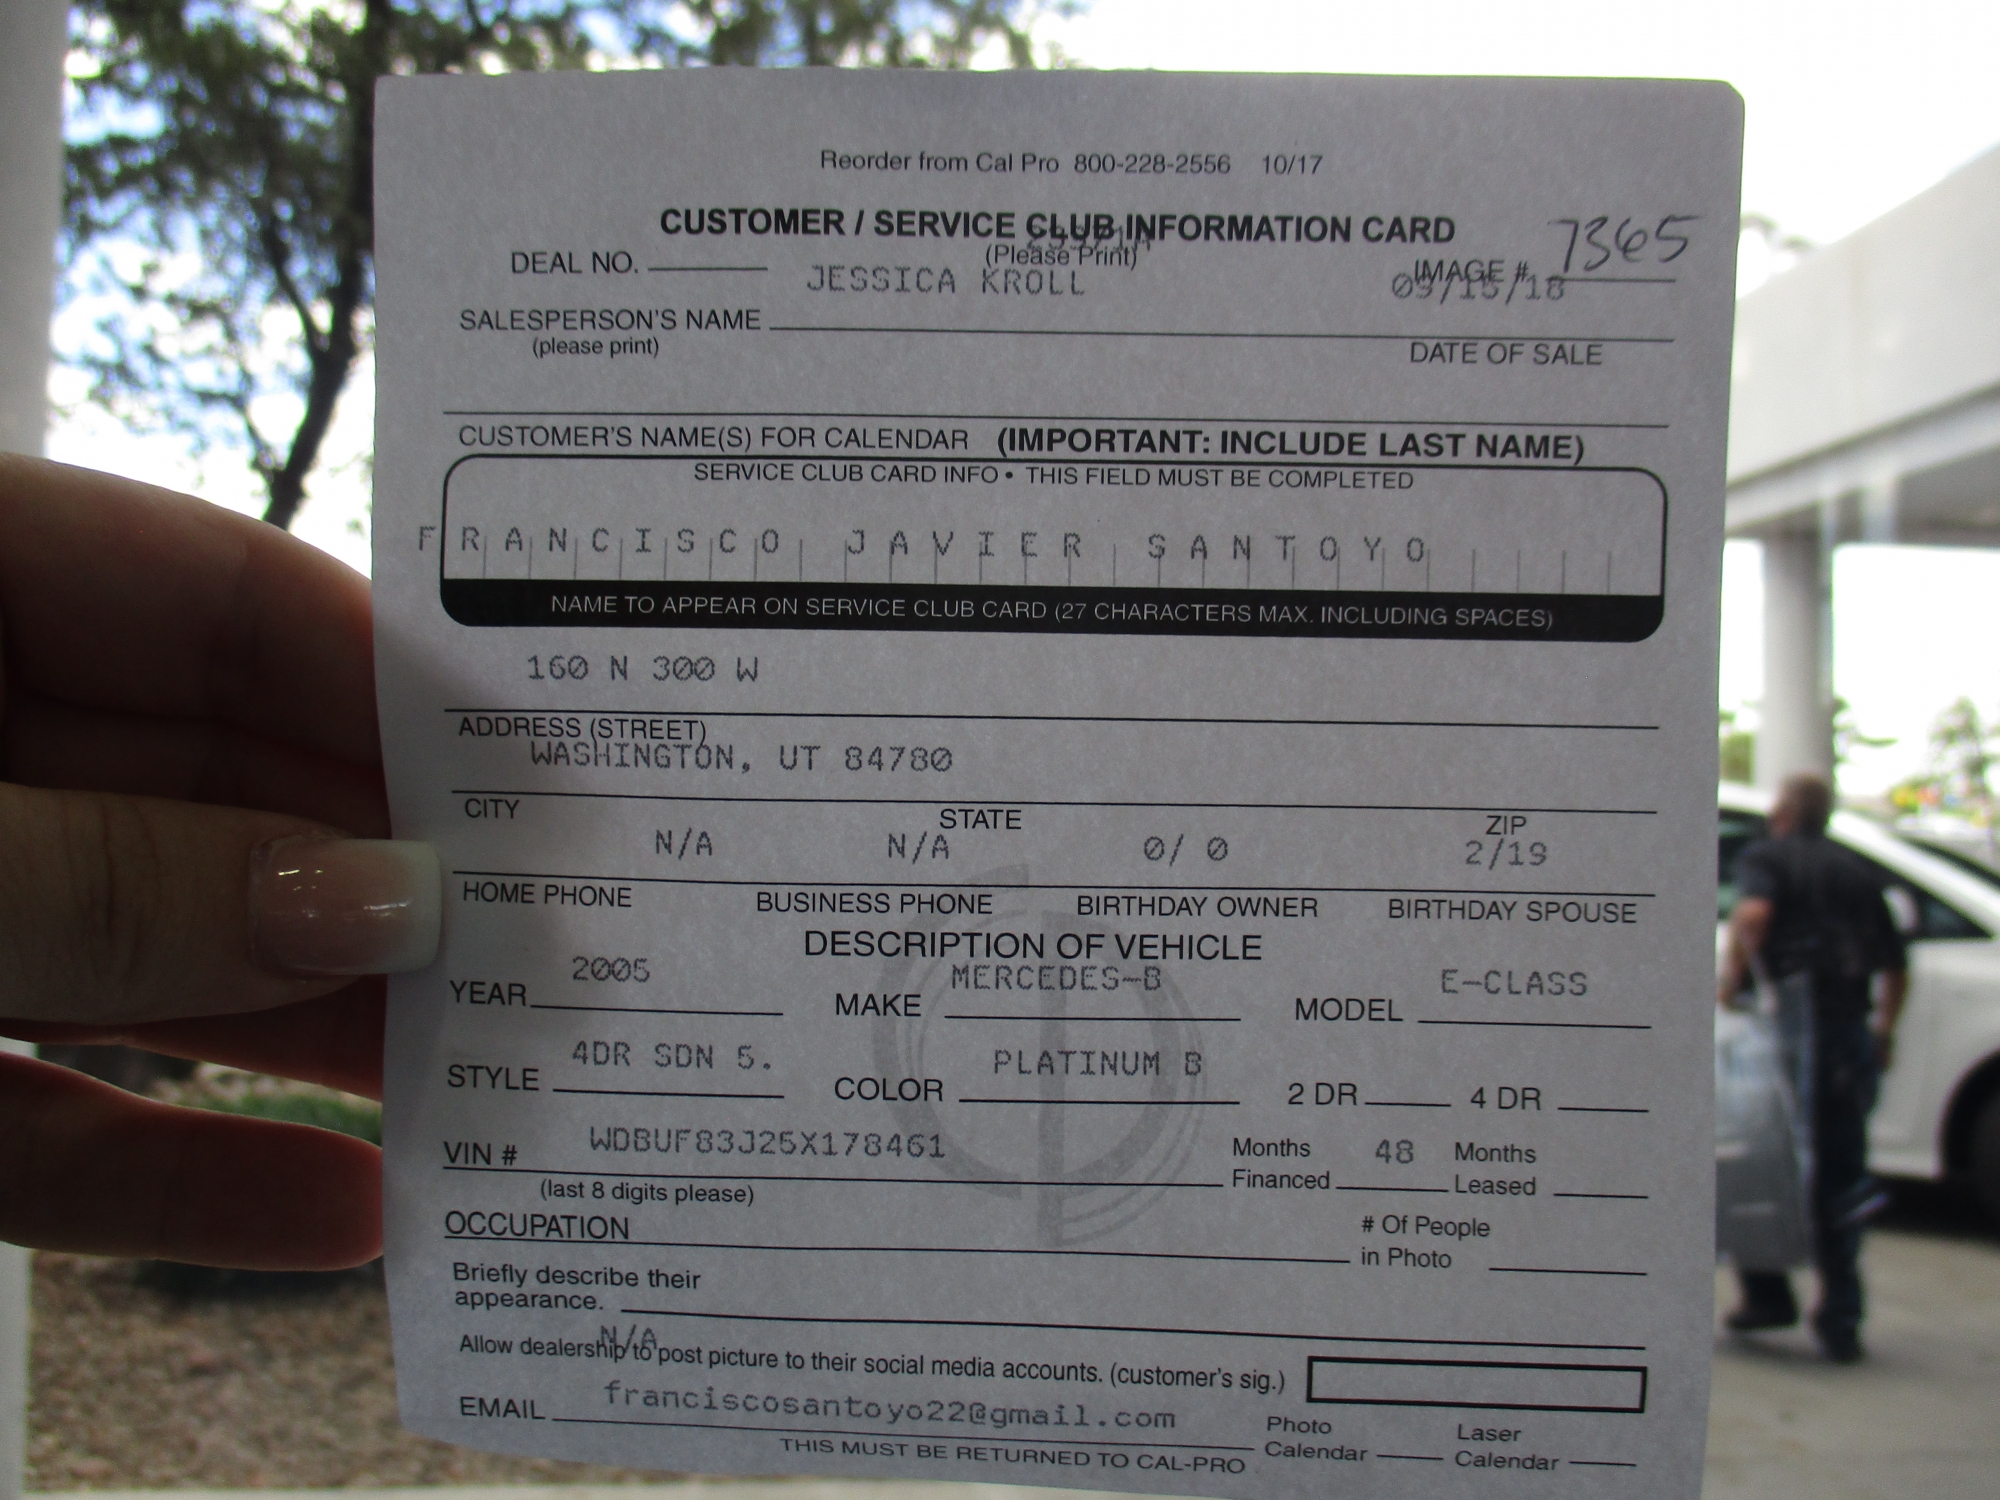 Reorder from Cal Pro 800-228-2556 10/17
CUSTOMER / SERVICE CLUB INFORMATION CARD
(Please Print)
DEAL NO.
IMAGE # 7365
JESSICA KROLL 09/15/18
SALESPERSON'S NAME
(please print)
DATE OF SALE
CUSTOMER'S NAME(S) FOR CALENDAR (IMPORTANT: INCLUDE LAST NAME)
SERVICE CLUB CARD INFO • THIS FIELD MUST BE COMPLETED
FRANCISCO JAVIER SANTOYO
NAME TO APPEAR ON SERVICE CLUB CARD (27 CHARACTERS MAX. INCLUDING SPACES)
160 N 300 W
ADDRESS (STREET)
WASHINGTON, UT 84780
CITY STATE ZIP
N/A N/A 0/ 0 2/19
HOME PHONE BUSINESS PHONE BIRTHDAY OWNER BIRTHDAY SPOUSE
DESCRIPTION OF VEHICLE
YEAR 2005 MAKE MERCEDES-B MODEL E-CLASS
STYLE 4DR SDN 5. COLOR PLATINUM B 2 DR 4 DR
VIN # WDBUF83J25X178461 Months Financed 48 Months Leased
(last 8 digits please)
OCCUPATION
# Of People in Photo
Briefly describe their
appearance.
N/A
Allow dealership to post picture to their social media accounts. (customer's sig.)
EMAIL franciscosantoyo22@gmail.com
Photo Calendar Laser Calendar
THIS MUST BE RETURNED TO CAL-PRO